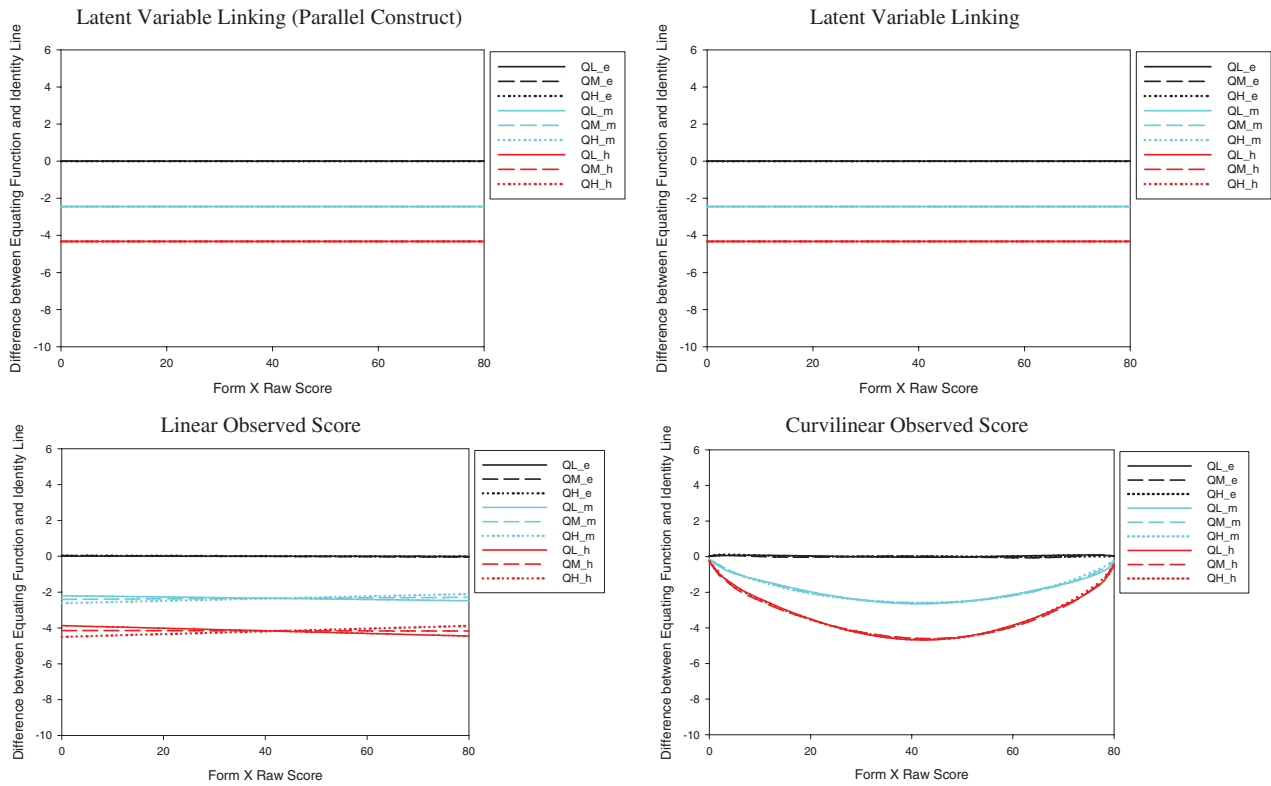 Latent Variable Linking (Parallel Construct)
Difference between Equating Function and Identity Line
6
4
2
0
-2
-4
-6
-8
-10
0 20 40 60 80
Form X Raw Score
QL_e
QM_e
QH_e
QL_m
QM_m
QH_m
QL_h
QM_h
QH_h
Latent Variable Linking
Difference between Equating Function and Identity Line
6
4
2
0
-2
-4
-6
-8
-10
0 20 40 60 80
Form X Raw Score
QL_e
QM_e
QH_e
QL_m
QM_m
QH_m
QL_h
QM_h
QH_h
Linear Observed Score
Difference between Equating Function and Identity Line
6
4
2
0
-2
-4
-6
-8
-10
0 20 40 60 80
Form X Raw Score
QL_e
QM_e
QH_e
QL_m
QM_m
QH_m
QL_h
QM_h
QH_h
Curvilinear Observed Score
Difference between Equating Function and Identity Line
6
4
2
0
-2
-4
-6
-8
-10
0 20 40 60 80
Form X Raw Score
QL_e
QM_e
QH_e
QL_m
QM_m
QH_m
QL_h
QM_h
QH_h